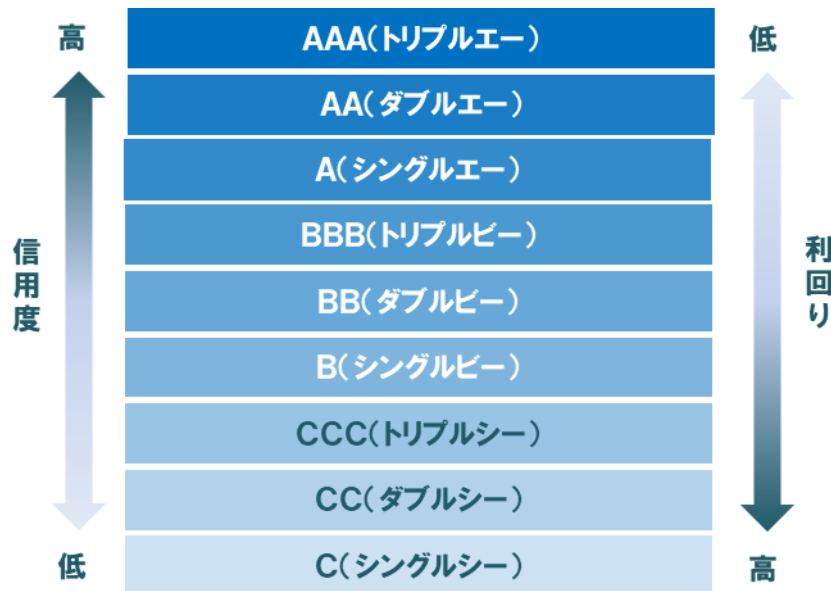 高
低
AAA(トリプルエー)
AA(ダブルエー)
A(シングルエー)
BBB(トリプルビー)
信用度
利回り
BB(ダブルビー)
B(シングルビー)
CCC(トリプルシー)
CC(ダブルシー)
C(シングルシー)
低
高